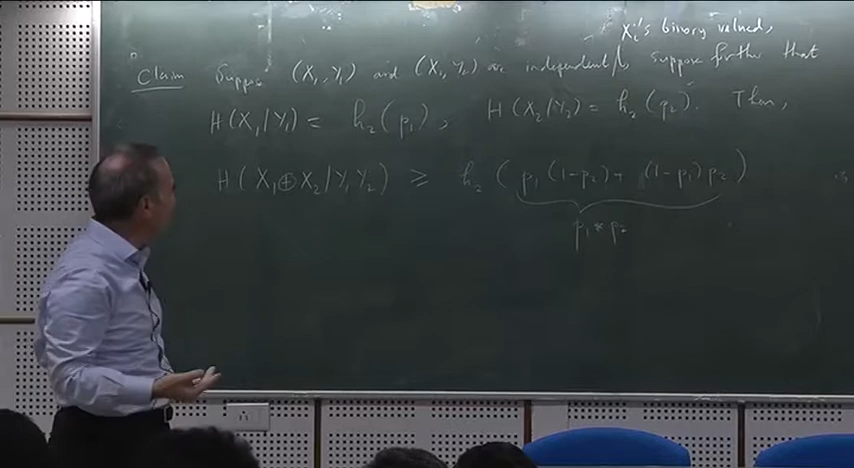 X_i's binary valued,
Claim Suppose (X₁, Y₁) and (X₂, Y₂) are independent, suppose further that
H(X₁|Y₁) = h₂(p₁), H(X₂|Y₂) = h₂(p₂). Then,
H(X₁⊕X₂|Y₁Y₂) ≥ h₂(p₁(1-p₂) + (1-p₁)p₂)
p₁ * p₂